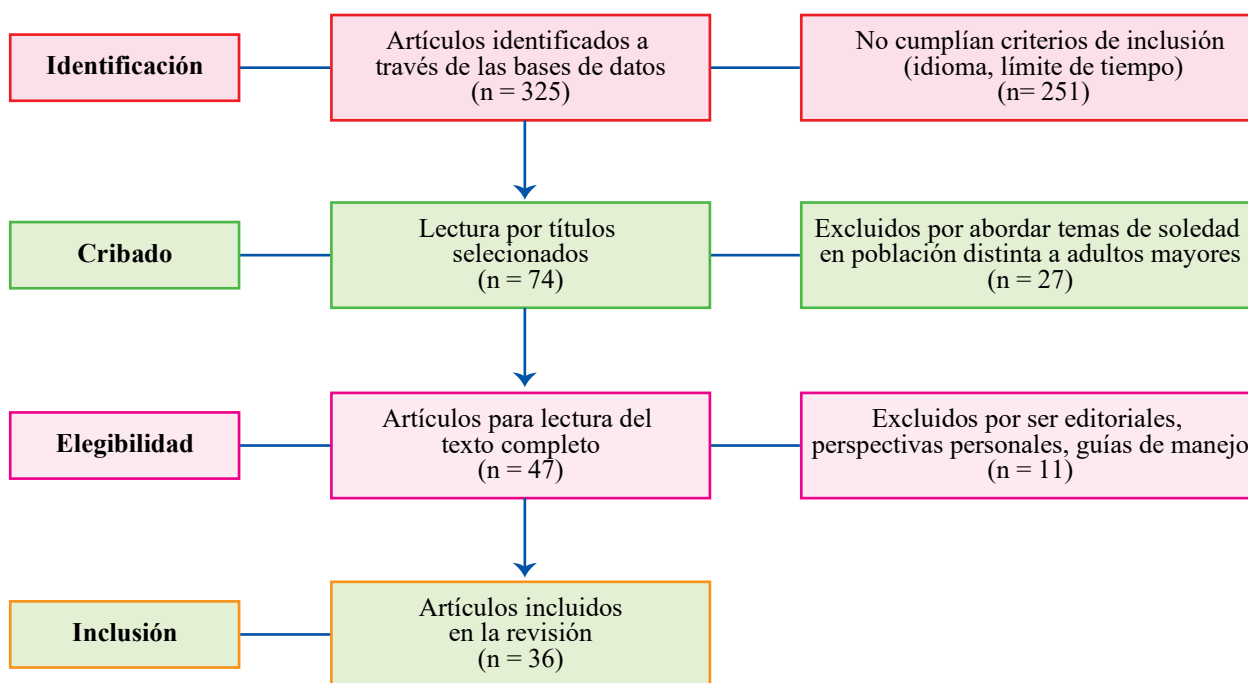 Identificación
Artículos identificados a
través de las bases de datos
(n = 325)
No cumplían criterios de inclusión
(idioma, límite de tiempo)
(n= 251)
Cribado
Lectura por títulos
selecionados
(n = 74)
Excluidos por abordar temas de soledad
en población distinta a adultos mayores
(n = 27)
Elegibilidad
Artículos para lectura del
texto completo
(n = 47)
Excluidos por ser editoriales,
perspectivas personales, guías de manejo
(n = 11)
Inclusión
Artículos incluidos
en la revisión
(n = 36)